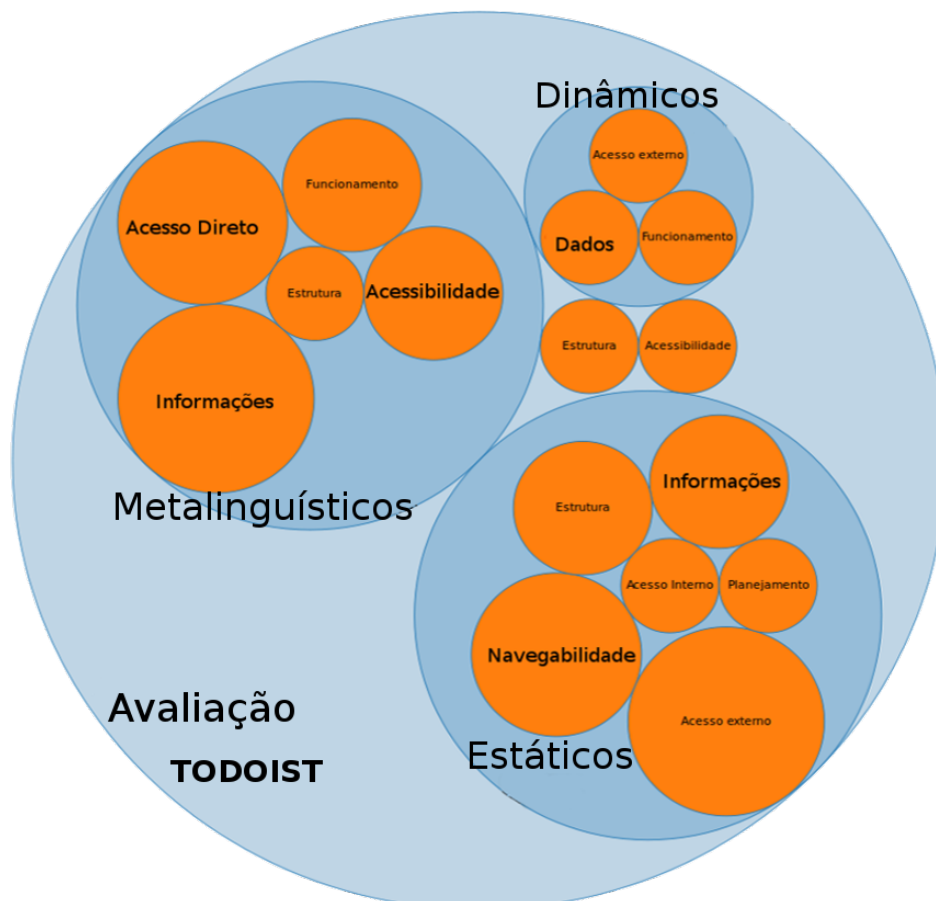 Dinâmicos
Acesso externo
Dados
Funcionamento
Funcionamento
Acesso Direto
Estrutura
Acessibilidade
Informações
Metalinguísticos
Estrutura
Acessibilidade
Informações
Estrutura
Acesso Interno
Planejamento
Navegabilidade
Acesso externo
Estáticos
Avaliação
TODOIST